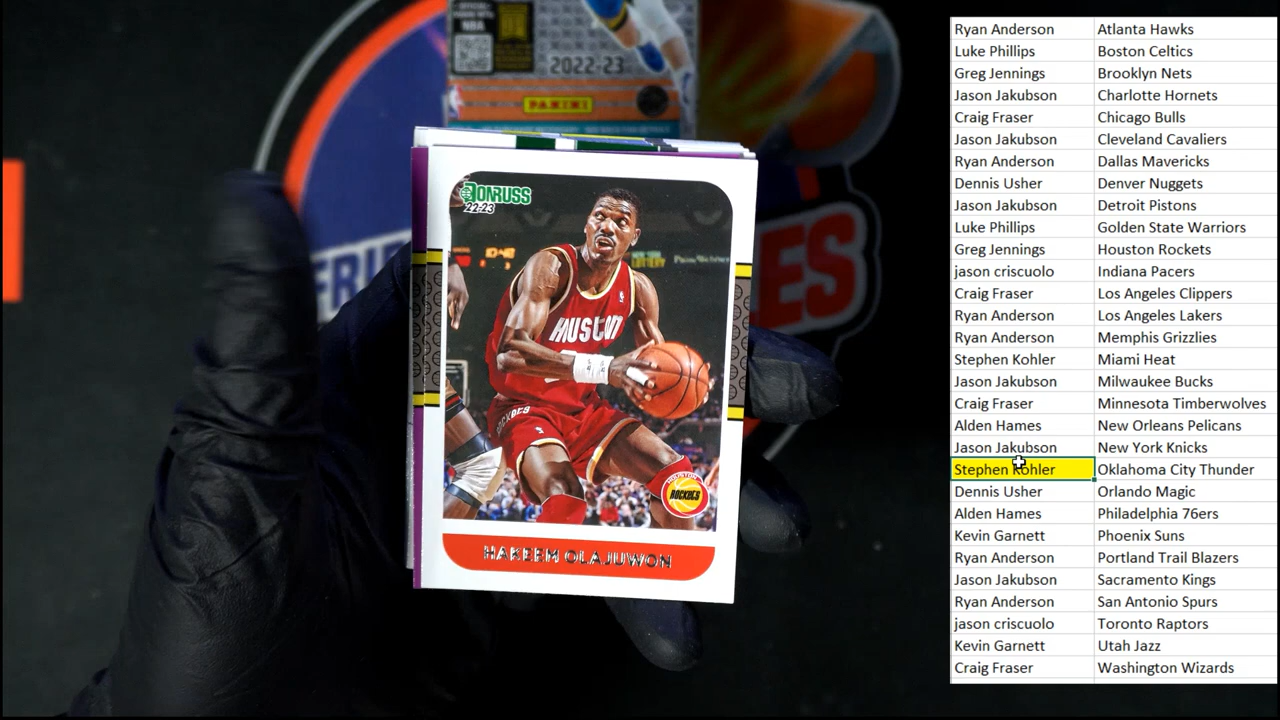 2022-23
PANINI
NBA
FRIE
LES
DONRUSS
22-23
HOUSTON
ROCKETS
HOUSTON
ROCKETS
HAKEEM OLAJUWON
Ryan Anderson Atlanta Hawks
Luke Phillips Boston Celtics
Greg Jennings Brooklyn Nets
Jason Jakubson Charlotte Hornets
Craig Fraser Chicago Bulls
Jason Jakubson Cleveland Cavaliers
Ryan Anderson Dallas Mavericks
Dennis Usher Denver Nuggets
Jason Jakubson Detroit Pistons
Luke Phillips Golden State Warriors
Greg Jennings Houston Rockets
jason criscuolo Indiana Pacers
Craig Fraser Los Angeles Clippers
Ryan Anderson Los Angeles Lakers
Ryan Anderson Memphis Grizzlies
Stephen Kohler Miami Heat
Jason Jakubson Milwaukee Bucks
Craig Fraser Minnesota Timberwolves
Alden Hames New Orleans Pelicans
Jason Jakubson New York Knicks
Stephen Kohler Oklahoma City Thunder
Dennis Usher Orlando Magic
Alden Hames Philadelphia 76ers
Kevin Garnett Phoenix Suns
Ryan Anderson Portland Trail Blazers
Jason Jakubson Sacramento Kings
Ryan Anderson San Antonio Spurs
jason criscuolo Toronto Raptors
Kevin Garnett Utah Jazz
Craig Fraser Washington Wizards